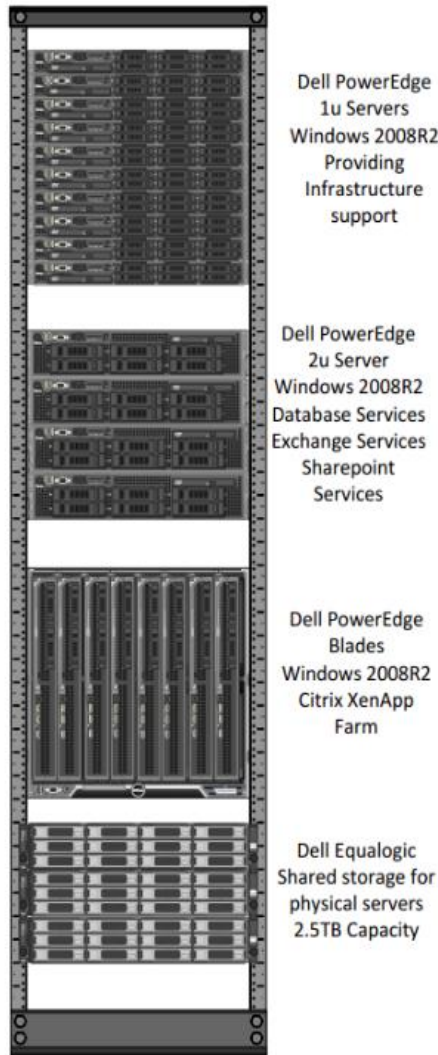 Dell PowerEdge
1u Servers
Windows 2008R2
Providing
Infrastructure
support
Dell PowerEdge
2u Server
Windows 2008R2
Database Services
Exchange Services
Sharepoint
Services
Dell PowerEdge
Blades
Windows 2008R2
Citrix XenApp
Farm
Dell Equalogic
Shared storage for
physical servers
2.5TB Capacity